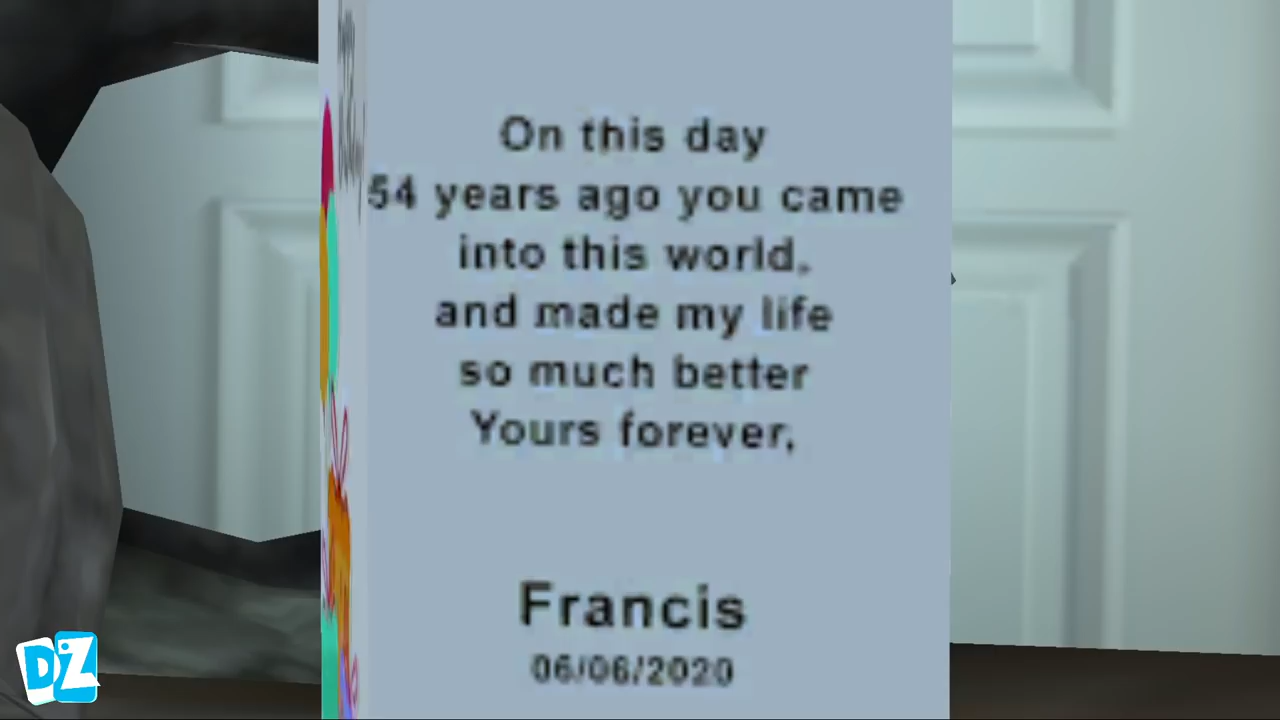 On this day
54 years ago you came
into this world,
and made my life
so much better
Yours forever,
Francis
06/06/2020
DZ